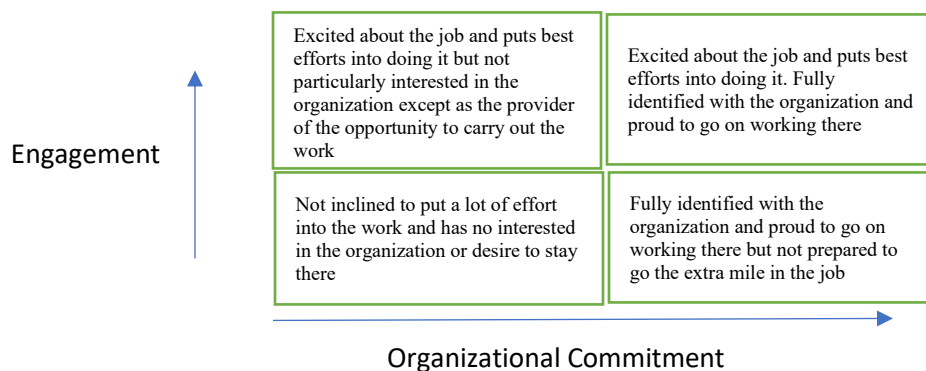 Excited about the job and puts best
efforts into doing it but not
particularly interested in the
organization except as the provider
of the opportunity to carry out the
work
Excited about the job and puts best
efforts into doing it. Fully
identified with the organization and
proud to go on working there
Engagement
Not inclined to put a lot of effort
into the work and has no interested
in the organization or desire to stay
there
Fully identified with the
organization and proud to go on
working there but not prepared to
go the extra mile in the job
Organizational Commitment